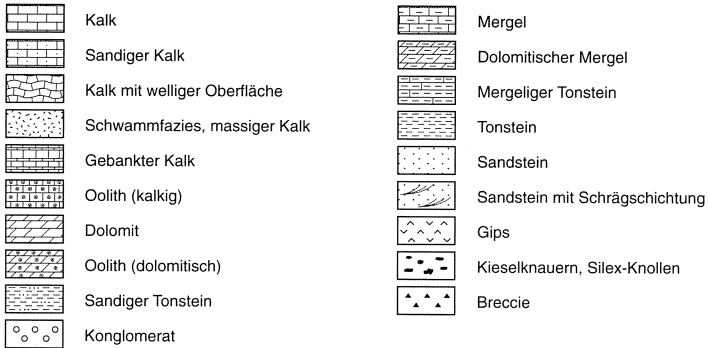 Kalk
Sandiger Kalk
Kalk mit welliger Oberfläche
Schwammfazies, massiger Kalk
Gebankter Kalk
Oolith (kalkig)
Dolomit
Oolith (dolomitisch)
Sandiger Tonstein
Konglomerat
Mergel
Dolomitischer Mergel
Mergeliger Tonstein
Tonstein
Sandstein
Sandstein mit Schrägschichtung
Gips
Kieselknauern, Silex-Knollen
Breccie